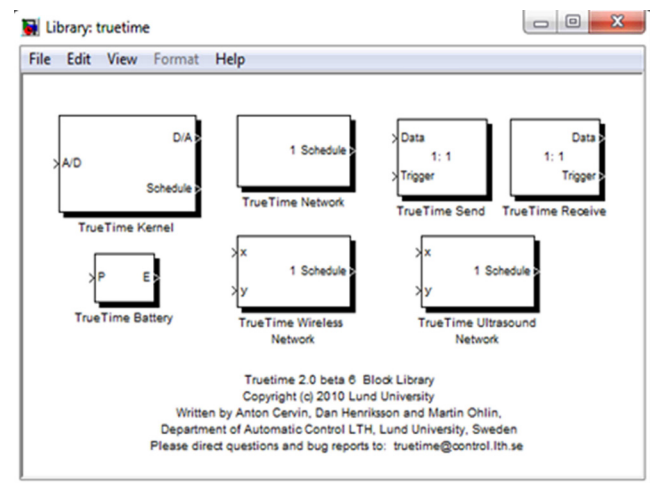 Library: truetime
File Edit View Format Help
A/D
D/A
Schedule
TrueTime Kernel
1 Schedule
TrueTime Network
Data
1: 1
Trigger
TrueTime Send
Data
1: 1
Trigger
TrueTime Receive
P E
TrueTime Battery
x
1 Schedule
y
TrueTime Wireless
Network
x
1 Schedule
y
TrueTime Ultrasound
Network
Truetime 2.0 beta 6 Block Library
Copyright (c) 2010 Lund University
Written by Anton Cervin, Dan Henriksson and Martin Ohlin,
Department of Automatic Control LTH, Lund University, Sweden
Please direct questions and bug reports to: truetime@control.lth.se